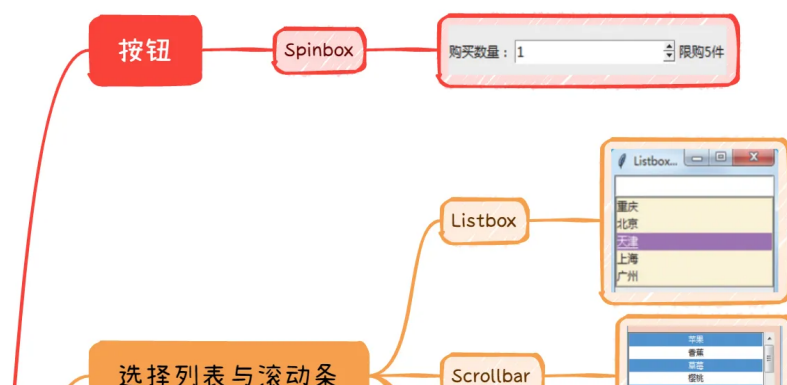 按钮
Spinbox
购买数量：1 限购5件
Listbox...
Listbox
重庆
北京
天津
上海
广州
选择列表与滚动条
Scrollbar
苹果
香蕉
草莓
樱桃